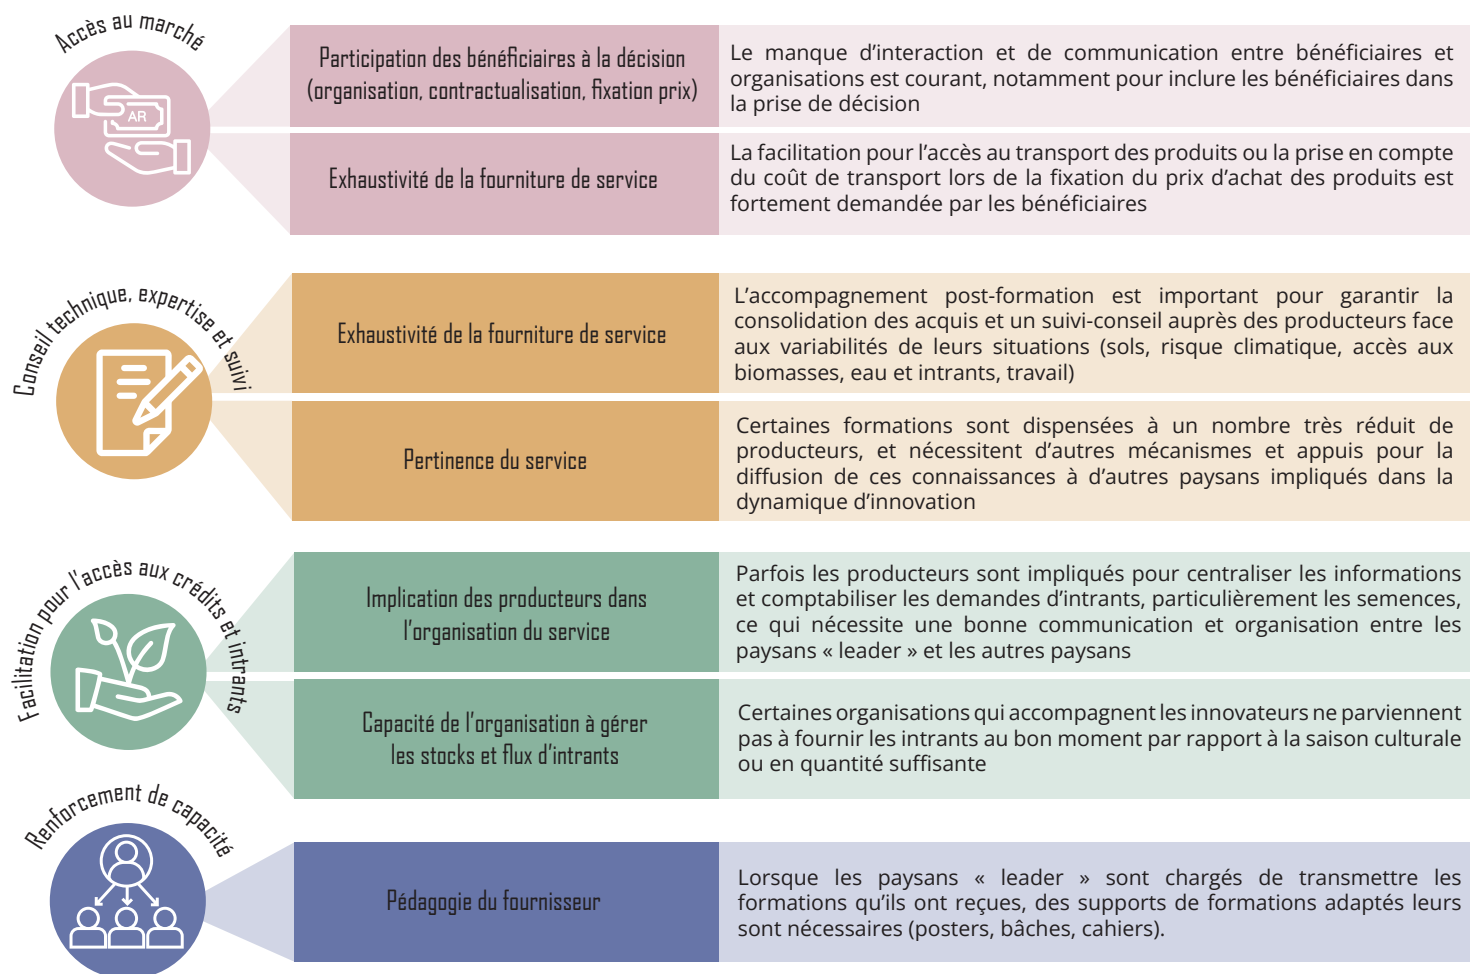 Accès au marché
AR
Participation des bénéficiaires à la décision
(organisation, contractualisation, fixation prix)
Le manque d’interaction et de communication entre bénéficiaires et
organisations est courant, notamment pour inclure les bénéficiaires dans
la prise de décision
Exhaustivité de la fourniture de service
La facilitation pour l’accès au transport des produits ou la prise en compte
du coût de transport lors de la fixation du prix d’achat des produits est
fortement demandée par les bénéficiaires
Conseil technique, expertise et suivi
Exhaustivité de la fourniture de service
L’accompagnement post-formation est important pour garantir la
consolidation des acquis et un suivi-conseil auprès des producteurs face
aux variabilités de leurs situations (sols, risque climatique, accès aux
biomasses, eau et intrants, travail)
Pertinence du service
Certaines formations sont dispensées à un nombre très réduit de
producteurs, et nécessitent d’autres mécanismes et appuis pour la
diffusion de ces connaissances à d’autres paysans impliqués dans la
dynamique d’innovation
Facilitation pour l’accès aux crédits et intrants
Implication des producteurs dans
l’organisation du service
Parfois les producteurs sont impliqués pour centraliser les informations
et comptabiliser les demandes d’intrants, particulièrement les semences,
ce qui nécessite une bonne communication et organisation entre les
paysans « leader » et les autres paysans
Capacité de l’organisation à gérer
les stocks et flux d’intrants
Certaines organisations qui accompagnent les innovateurs ne parviennent
pas à fournir les intrants au bon moment par rapport à la saison culturale
ou en quantité suffisante
Renforcement de capacité
Pédagogie du fournisseur
Lorsque les paysans « leader » sont chargés de transmettre les
formations qu’ils ont reçues, des supports de formations adaptés leurs
sont nécessaires (posters, bâches, cahiers).